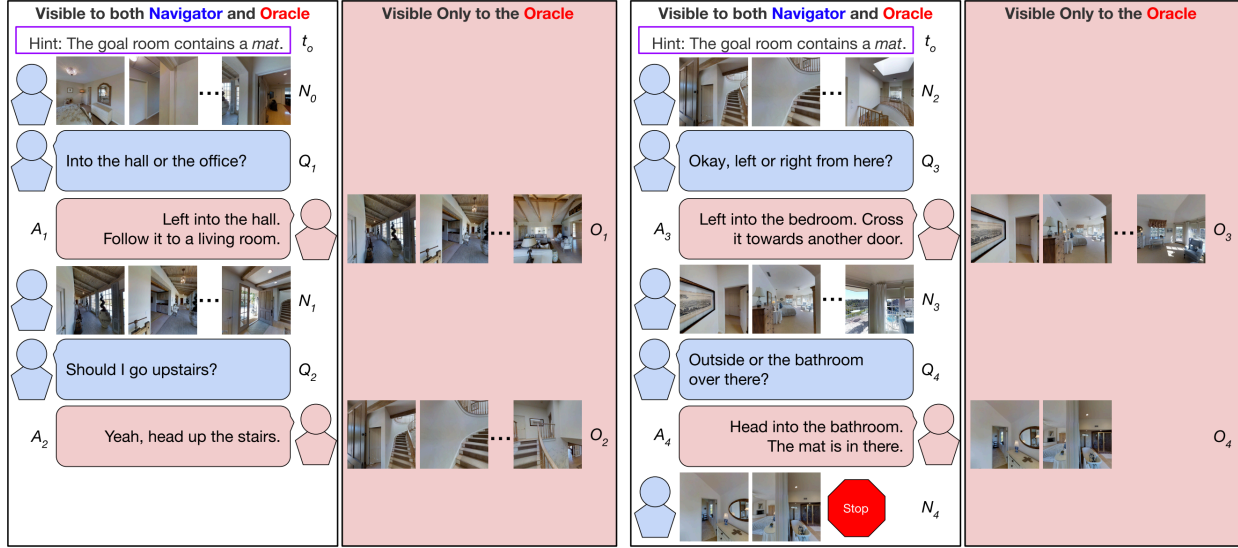 Visible to both Navigator and Oracle
Hint: The goal room contains a mat.
t_o
N_0
Into the hall or the office?
Q_1
A_1
Left into the hall.
Follow it to a living room.
N_1
Should I go upstairs?
Q_2
A_2
Yeah, head up the stairs.
Visible Only to the Oracle
O_1
O_2
Visible to both Navigator and Oracle
Hint: The goal room contains a mat.
t_o
N_2
Okay, left or right from here?
Q_3
A_3
Left into the bedroom. Cross
it towards another door.
N_3
Outside or the bathroom
over there?
Q_4
A_4
Head into the bathroom.
The mat is in there.
Stop
N_4
Visible Only to the Oracle
O_3
O_4